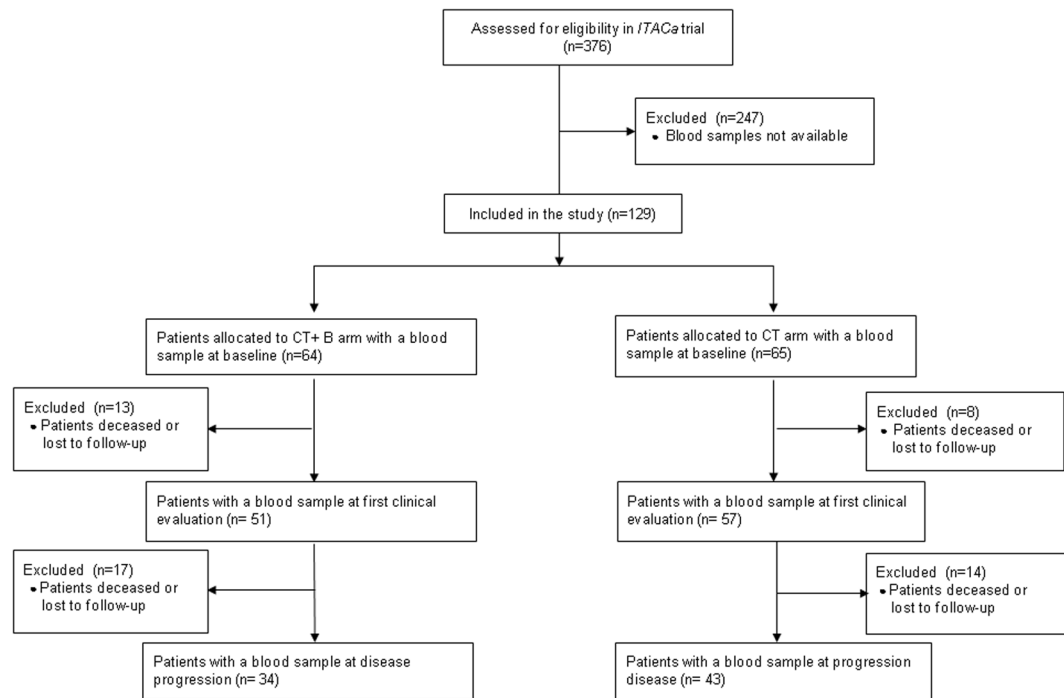 Assessed for eligibility in ITACa trial
(n=376)
Excluded (n=247)
• Blood samples not available
Included in the study (n=129)
Patients allocated to CT+ B arm with a blood
sample at baseline (n=64)
Patients allocated to CT arm with a blood
sample at baseline (n=65)
Excluded (n=13)
• Patients deceased or
lost to follow-up
Excluded (n=8)
• Patients deceased or
lost to follow-up
Patients with a blood sample at first clinical
evaluation (n= 51)
Patients with a blood sample at first clinical
evaluation (n= 57)
Excluded (n=17)
• Patients deceased or
lost to follow-up
Excluded (n=14)
• Patients deceased or
lost to follow-up
Patients with a blood sample at disease
progression (n= 34)
Patients with a blood sample at progression
disease (n= 43)